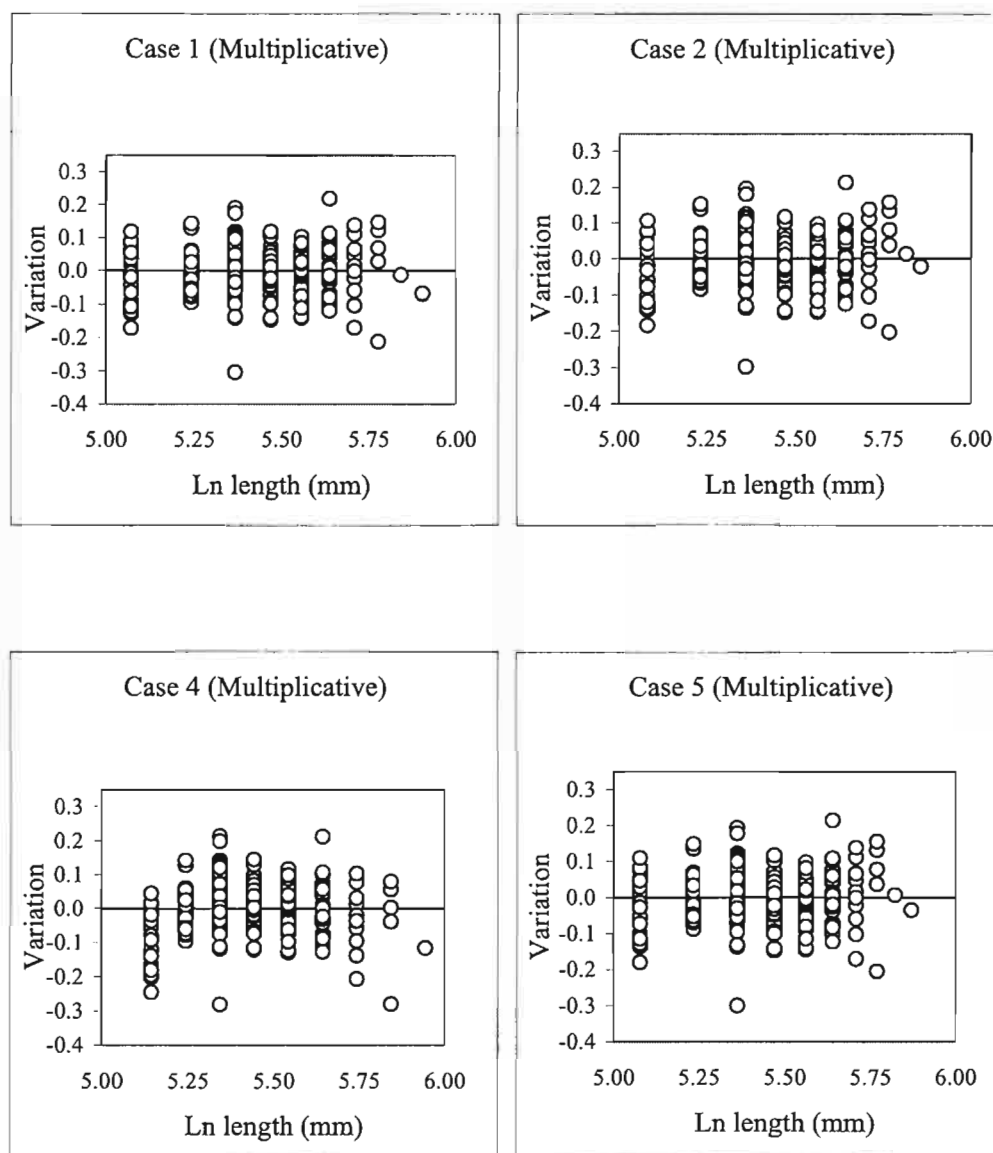 Case 1 (Multiplicative)
Variation
0.3
0.2
0.1
0.0
-0.1
-0.2
-0.3
-0.4
5.00 5.25 5.50 5.75 6.00
Ln length (mm)
Case 2 (Multiplicative)
Variation
0.3
0.2
0.1
0.0
-0.1
-0.2
-0.3
-0.4
5.00 5.25 5.50 5.75 6.00
Ln length (mm)
Case 4 (Multiplicative)
Variation
0.3
0.2
0.1
0.0
-0.1
-0.2
-0.3
-0.4
5.00 5.25 5.50 5.75 6.00
Ln length (mm)
Case 5 (Multiplicative)
Variation
0.3
0.2
0.1
0.0
-0.1
-0.2
-0.3
-0.4
5.00 5.25 5.50 5.75 6.00
Ln length (mm)